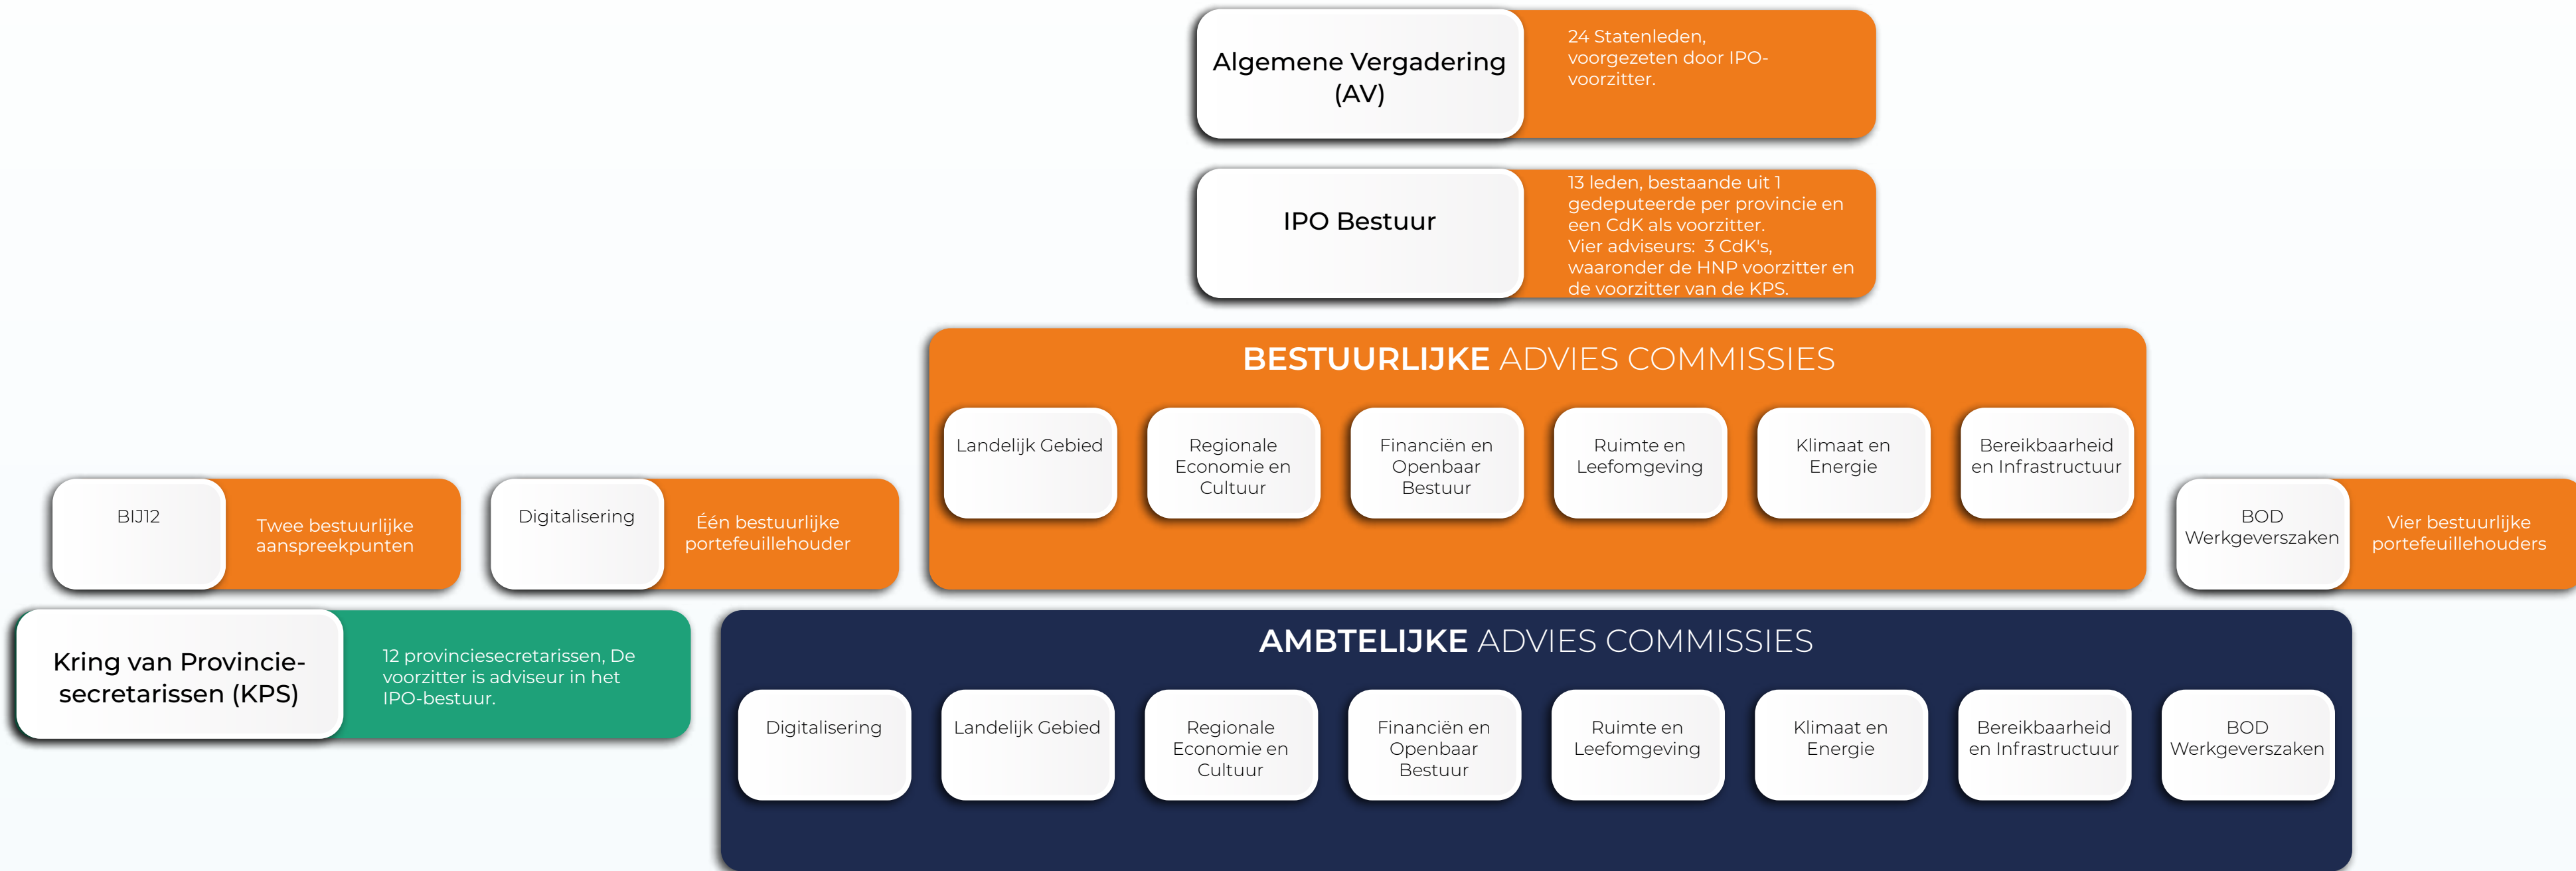 Algemene Vergadering
(AV)
24 Statenleden,
voorgezeten door IPO-
voorzitter.
IPO Bestuur
13 leden, bestaande uit 1
gedeputeerde per provincie en
een CdK als voorzitter.
Vier adviseurs: 3 CdK's,
waaronder de HNP voorzitter en
de voorzitter van de KPS.
BESTUURLIJKE ADVIES COMMISSIES
Landelijk Gebied
Regionale
Economie en
Cultuur
Financiën en
Openbaar
Bestuur
Ruimte en
Leefomgeving
Klimaat en
Energie
Bereikbaarheid
en Infrastructuur
BIJ12
Twee bestuurlijke
aanspreekpunten
Digitalisering
Één bestuurlijke
portefeuillehouder
BOD
Werkgeverszaken
Vier bestuurlijke
portefeuillehouders
Kring van Provincie-
secretarissen (KPS)
12 provinciesecretarissen, De
voorzitter is adviseur in het
IPO-bestuur.
AMBTELIJKE ADVIES COMMISSIES
Digitalisering
Landelijk Gebied
Regionale
Economie en
Cultuur
Financiën en
Openbaar
Bestuur
Ruimte en
Leefomgeving
Klimaat en
Energie
Bereikbaarheid
en Infrastructuur
BOD
Werkgeverszaken